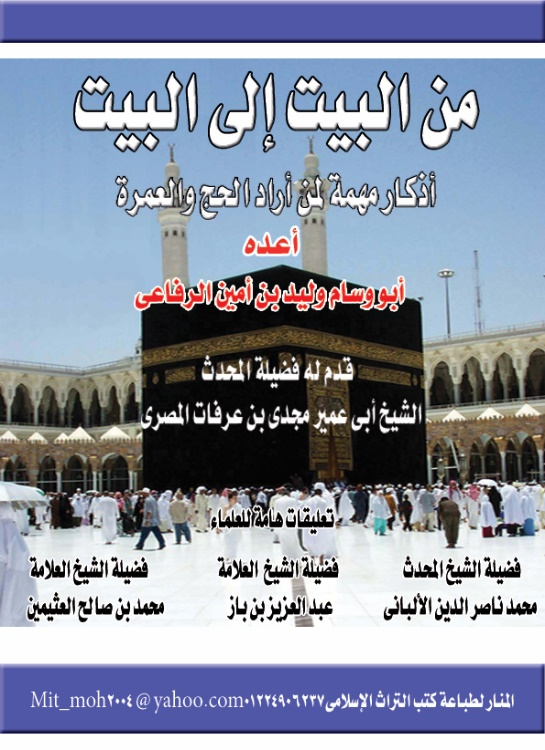 من البيت إلى البيت
أذكار مهمة لمن أراد الحج والعمرة
أعده
أبو وسام وليد بن أمين الرفاعى
قدم له فضيلة المحدث
الشيخ أبى عمير مجدى بن عرفات المصرى
تعليقات هامة للعلماء
فضيلة الشيخ المحدث
محمد ناصر الدين الألبانى
فضيلة الشيخ العلامة
عبد العزيز بن باز
فضيلة الشيخ العلامة
محمد بن صالح العثيمين
المنار لطباعة كتب التراث الإسلامى٠١٢٢٤٩٠٦٢٣٧ Mit_moh٢٠٠٤@yahoo.com